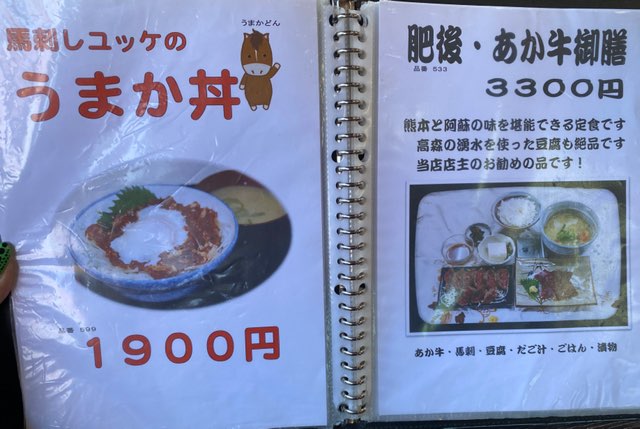 うまかどん
馬刺しユッケの
うまか丼
品番 599
1900円
肥後・あか牛御膳
品番 533
3300円
熊本と阿蘇の味を堪能できる定食です
高森の湧水を使った豆腐も絶品です
当店店主のお勧めの品です！
あか牛・馬刺・豆腐・だご汁・ごはん・漬物